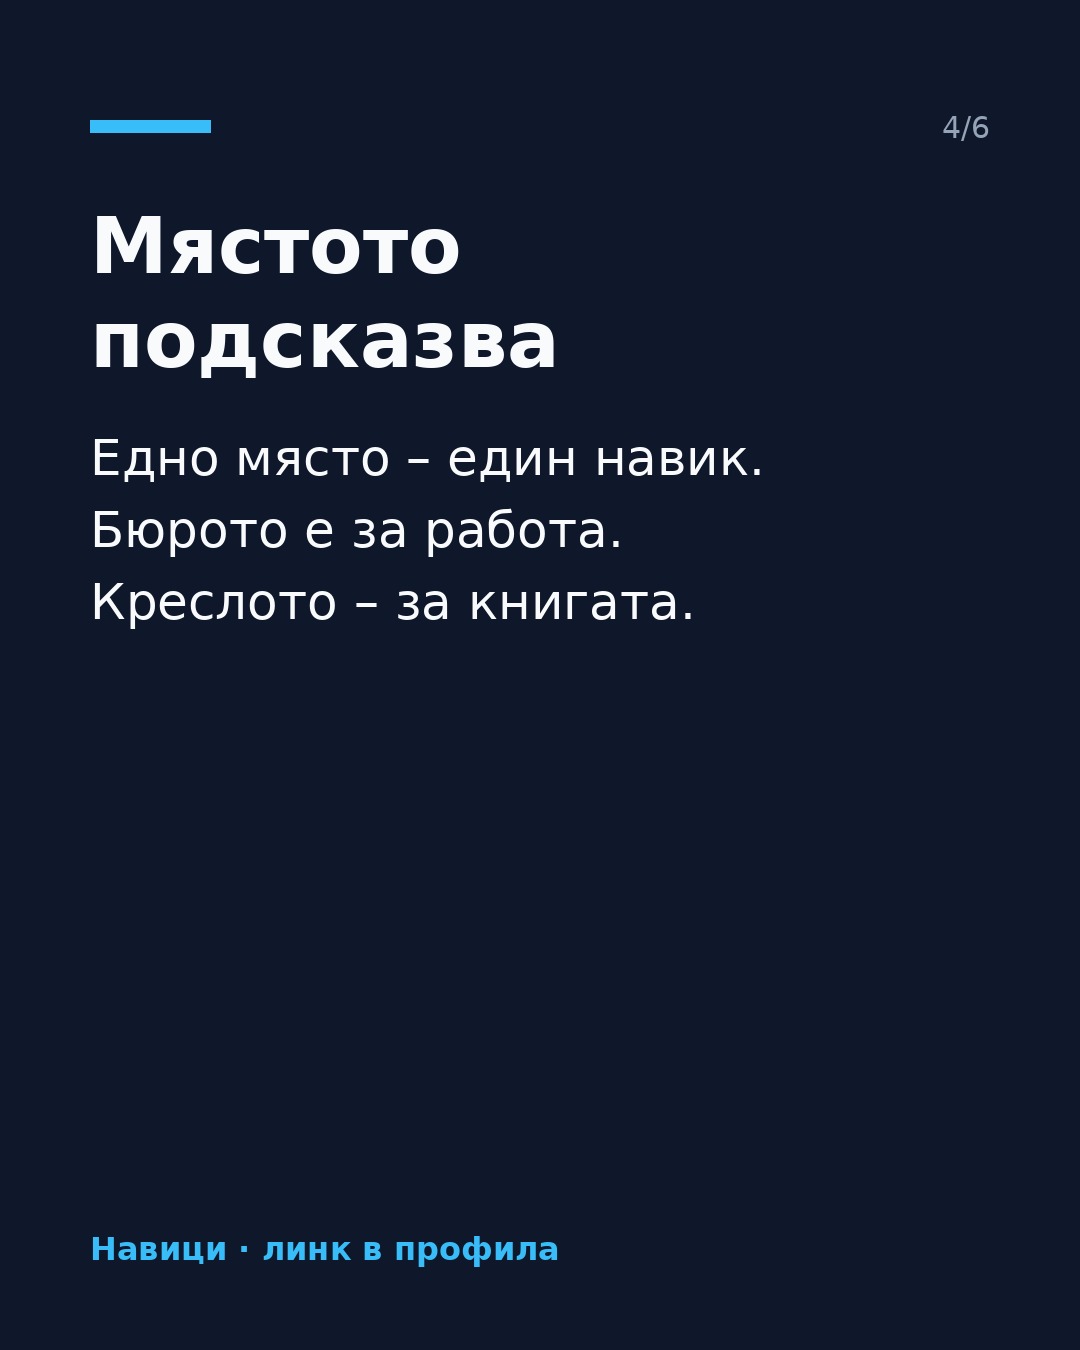 4/6
Мястото
подсказва
Едно място – един навик.
Бюрото е за работа.
Креслото – за книгата.
Навици · линк в профила